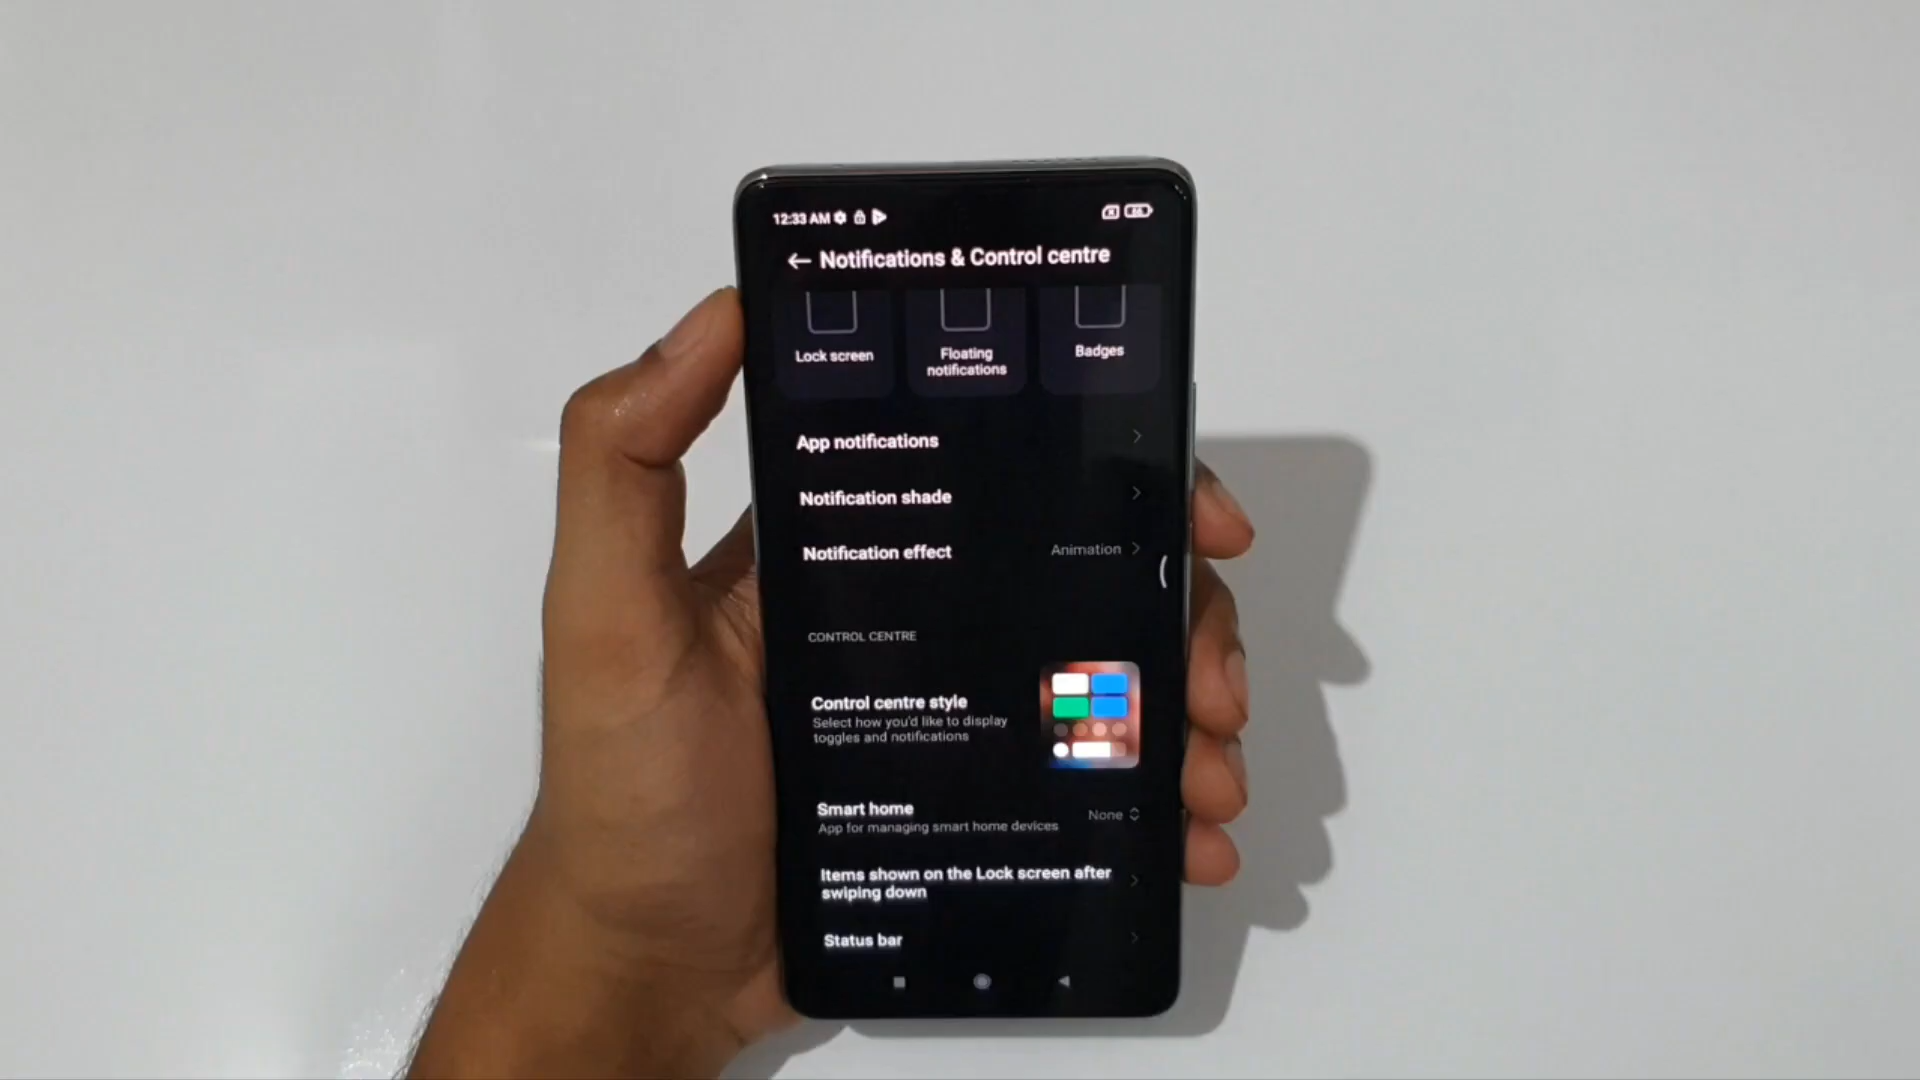 12:33 AM
Notifications & Control centre
Lock screen
Floating
notifications
Badges
App notifications
Notification shade
Notification effect
Animation
CONTROL CENTRE
Control centre style
Select how you'd like to display
toggles and notifications
Smart home
App for managing smart home devices
None
Items shown on the Lock screen after
swiping down
Status bar